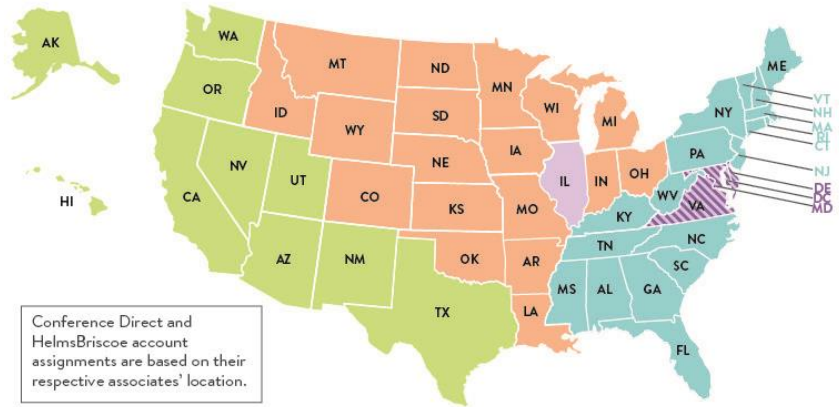 AK
WA
ME
MT
ND
VT
OR
MN
NH
ID
WI
NY
MA
SD
MI
RI
WY
CT
IA
PA
NE
NJ
NV
OH
UT
IL
IN
DE
CA
CO
WV
DC
HI
KS
MO
VA
MD
KY
NC
TN
OK
AZ
NM
AR
SC
MS
AL
GA
TX
LA
FL
Conference Direct and
HelmsBriscoe account
assignments are based on their
respective associates' location.